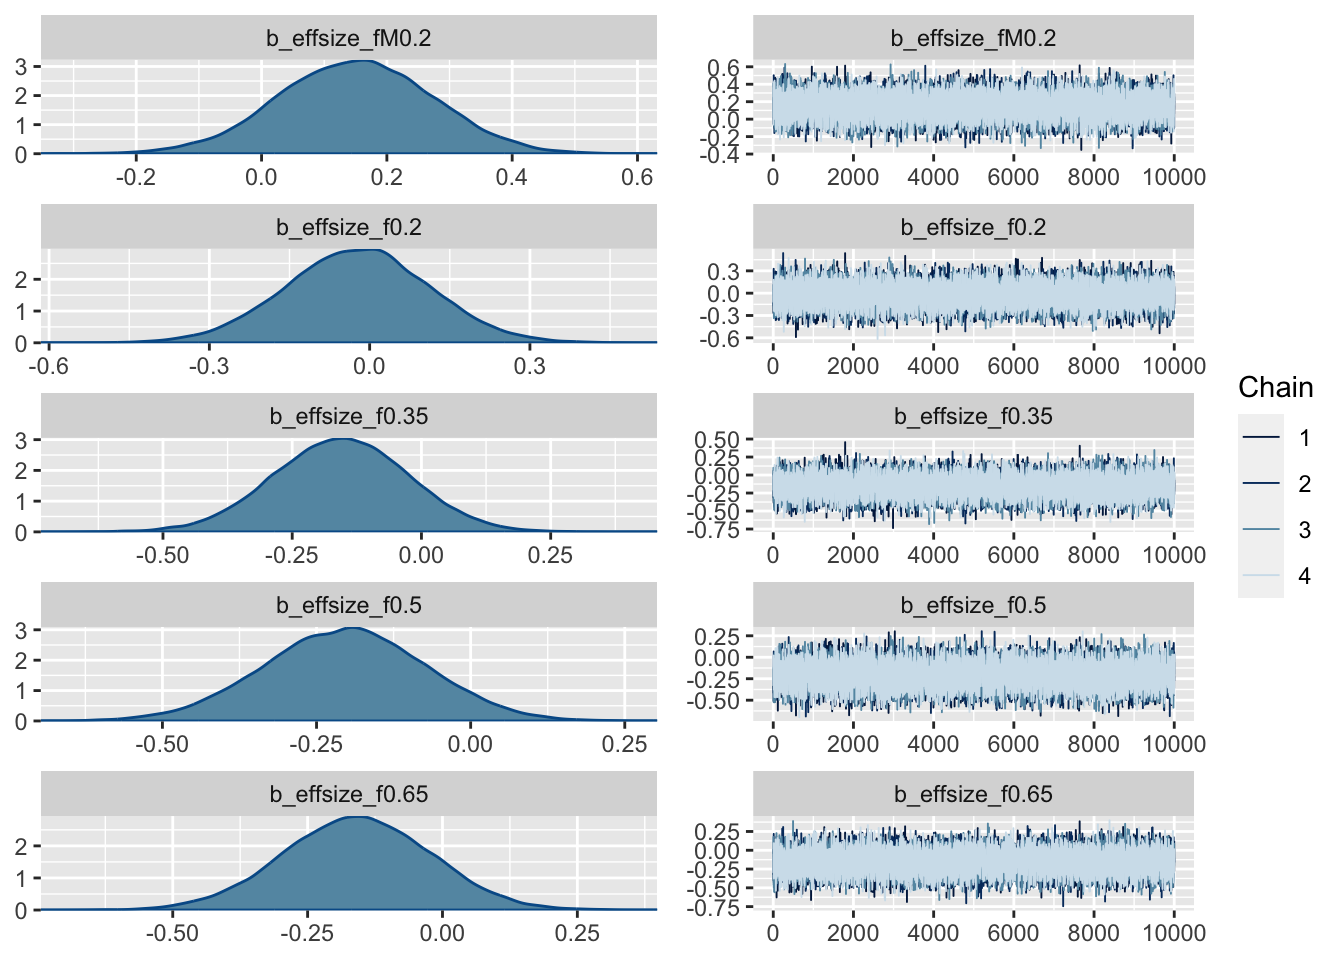 b_effsize_fM0.2
3
2
1
0
-0.2 0.0 0.2 0.4 0.6
b_effsize_fM0.2
0.6
0.4
0.2
0.0
-0.2
-0.4
0 2000 4000 6000 8000 10000
b_effsize_f0.2
2
1
0
-0.6 -0.3 0.0 0.3
b_effsize_f0.2
0.3
0.0
-0.3
-0.6
0 2000 4000 6000 8000 10000
b_effsize_f0.35
3
2
1
0
-0.50 -0.25 0.00 0.25
b_effsize_f0.35
0.50
0.25
0.00
-0.25
-0.50
-0.75
0 2000 4000 6000 8000 10000
b_effsize_f0.5
3
2
1
0
-0.50 -0.25 0.00 0.25
b_effsize_f0.5
0.25
0.00
-0.25
-0.50
0 2000 4000 6000 8000 10000
b_effsize_f0.65
2
1
0
-0.50 -0.25 0.00 0.25
b_effsize_f0.65
0.25
0.00
-0.25
-0.50
-0.75
0 2000 4000 6000 8000 10000
Chain
1
2
3
4